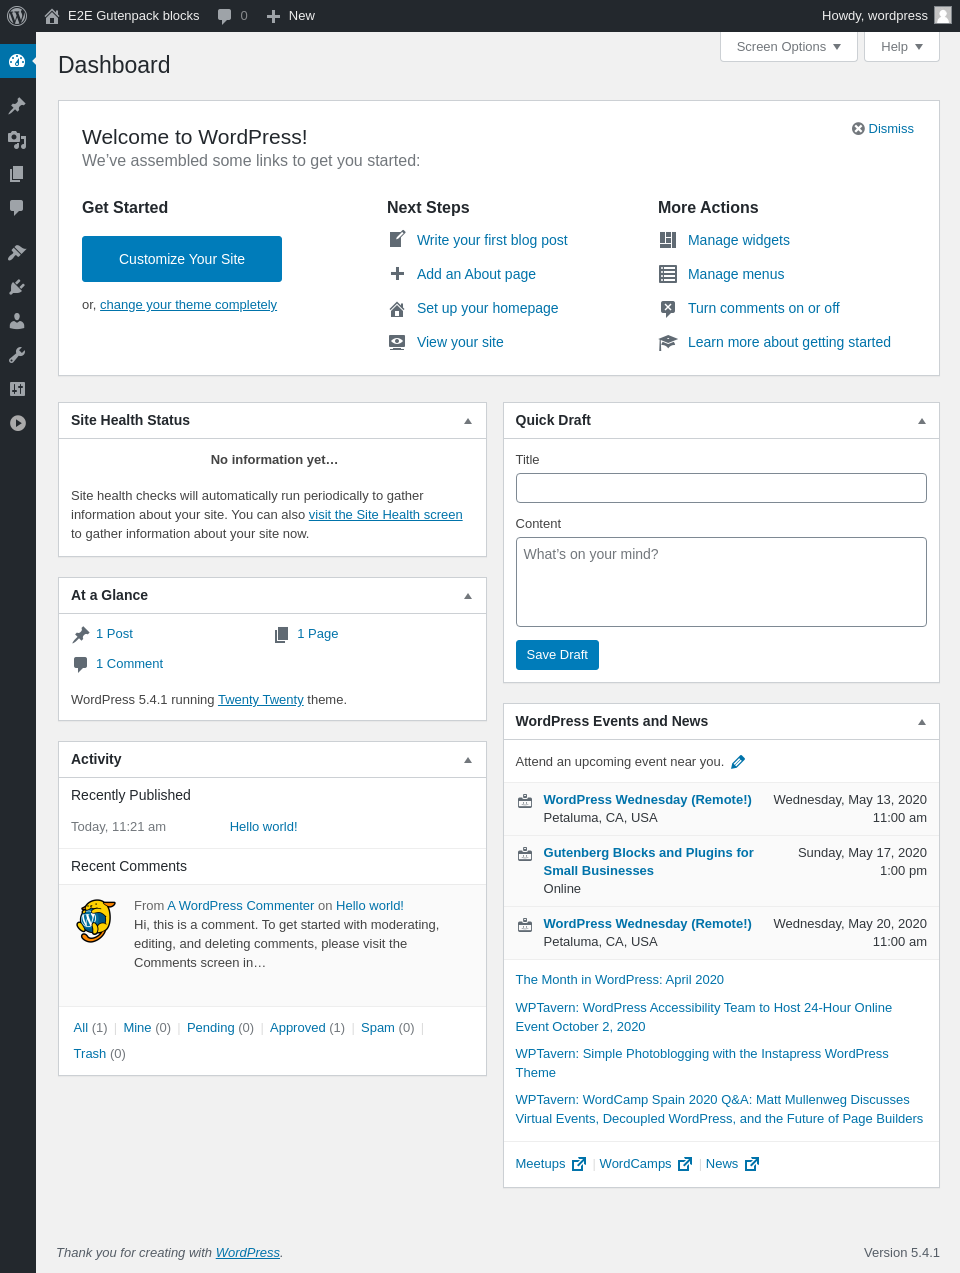 E2E Gutenpack blocks 0 New Howdy, wordpress
Screen Options Help
Dashboard
Welcome to WordPress!
Dismiss
We've assembled some links to get you started:
Get Started
Customize Your Site
or, change your theme completely
Next Steps
Write your first blog post
Add an About page
Set up your homepage
View your site
More Actions
Manage widgets
Manage menus
Turn comments on or off
Learn more about getting started
Site Health Status
No information yet…
Site health checks will automatically run periodically to gather
information about your site. You can also visit the Site Health screen
to gather information about your site now.
At a Glance
1 Post 1 Page
1 Comment
WordPress 5.4.1 running Twenty Twenty theme.
Activity
Recently Published
Today, 11:21 am Hello world!
Recent Comments
From A WordPress Commenter on Hello world!
Hi, this is a comment. To get started with moderating,
editing, and deleting comments, please visit the
Comments screen in…
All (1) | Mine (0) | Pending (0) | Approved (1) | Spam (0) |
Trash (0)
Quick Draft
Title
Content
What's on your mind?
Save Draft
WordPress Events and News
Attend an upcoming event near you.
WordPress Wednesday (Remote!) Wednesday, May 13, 2020
Petaluma, CA, USA 11:00 am
Gutenberg Blocks and Plugins for Sunday, May 17, 2020
Small Businesses 1:00 pm
Online
WordPress Wednesday (Remote!) Wednesday, May 20, 2020
Petaluma, CA, USA 11:00 am
The Month in WordPress: April 2020
WPTavern: WordPress Accessibility Team to Host 24-Hour Online
Event October 2, 2020
WPTavern: Simple Photoblogging with the Instapress WordPress
Theme
WPTavern: WordCamp Spain 2020 Q&A: Matt Mullenweg Discusses
Virtual Events, Decoupled WordPress, and the Future of Page Builders
Meetups | WordCamps | News
Thank you for creating with WordPress. Version 5.4.1